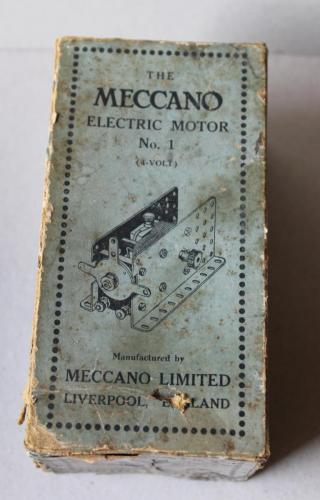 THE
MECCANO
ELECTRIC MOTOR
No. 1
(4-VOLT)
Manufactured by
MECCANO LIMITED
LIVERPOOL, ENGLAND